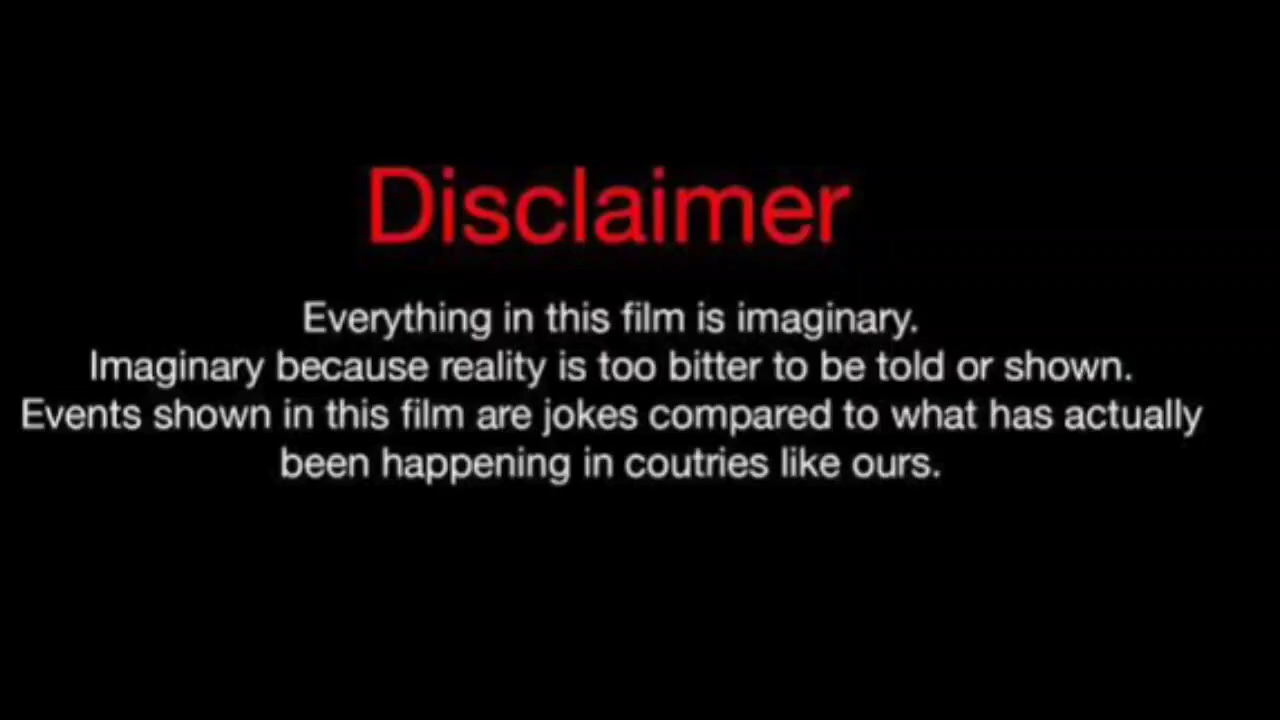 Disclaimer
Everything in this film is imaginary.
Imaginary because reality is too bitter to be told or shown.
Events shown in this film are jokes compared to what has actually
been happening in coutries like ours.